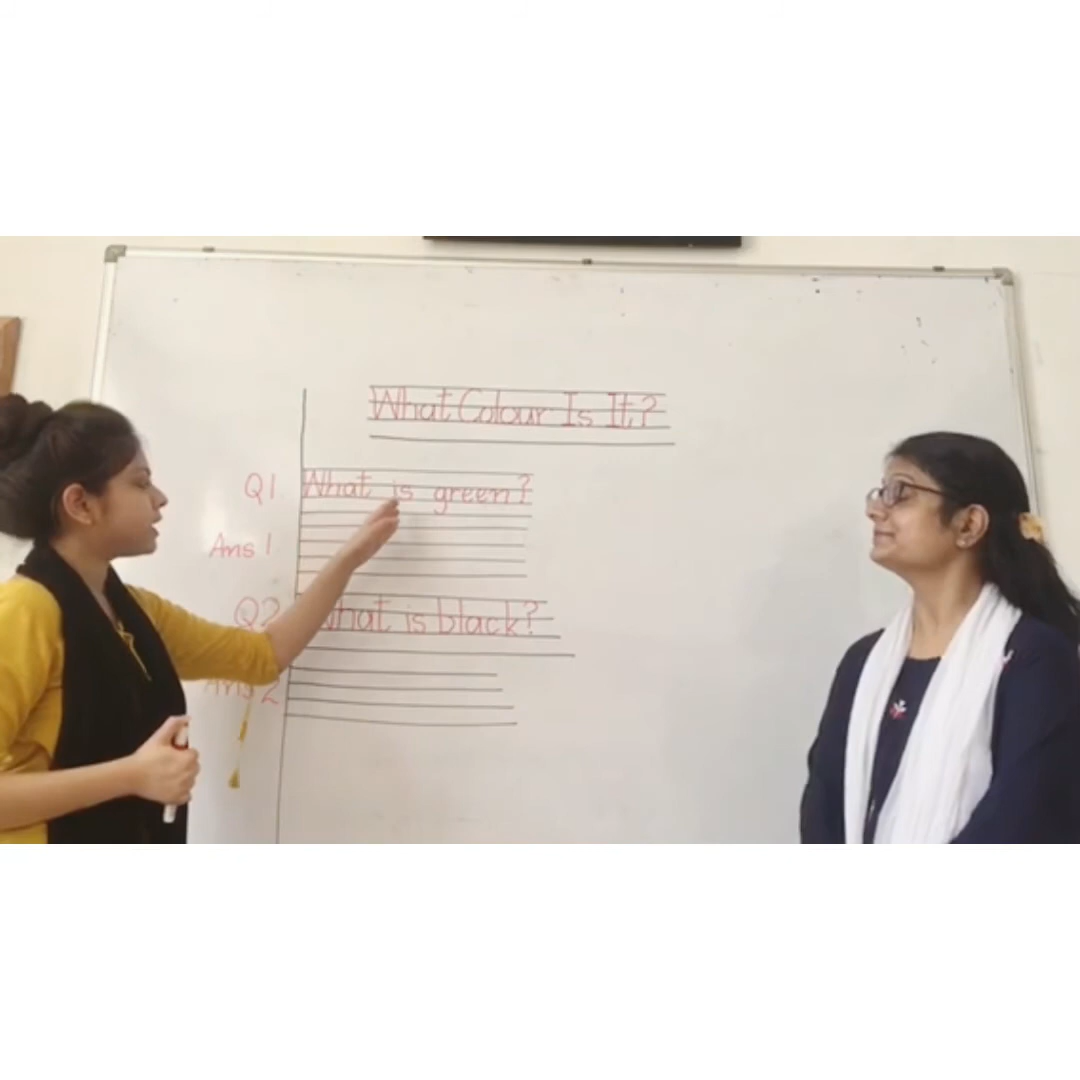 What Colour Is It?
Q1 What is green?
Ans 1
Q2 What is black?
Ans 2